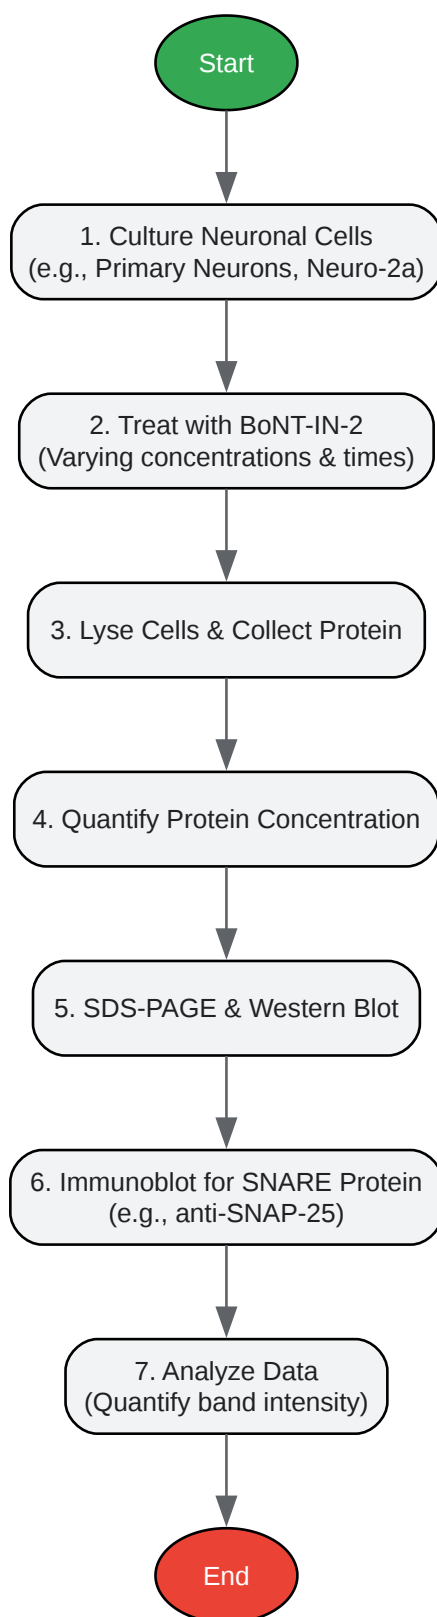 Start
1. Culture Neuronal Cells
(e.g., Primary Neurons, Neuro-2a)
2. Treat with BoNT-IN-2
(Varying concentrations & times)
3. Lyse Cells & Collect Protein
4. Quantify Protein Concentration
5. SDS-PAGE & Western Blot
6. Immunoblot for SNARE Protein
(e.g., anti-SNAP-25)
7. Analyze Data
(Quantify band intensity)
End